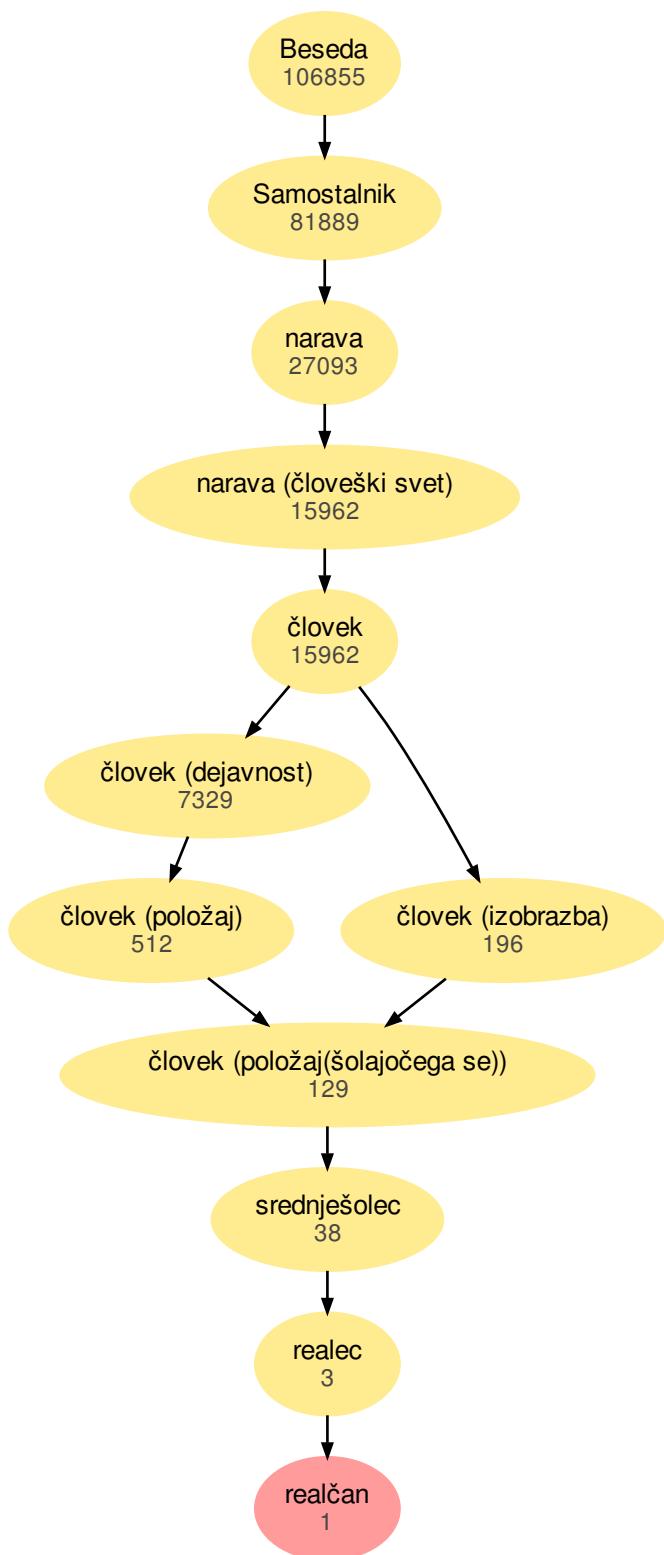 Beseda
106855
Samostalnik
81889
narava
27093
narava (človeški svet)
15962
človek
15962
človek (dejavnost)
7329
človek (položaj)
512
človek (izobrazba)
196
človek (položaj(šolajočega se))
129
srednješolec
38
realec
3
realčan
1